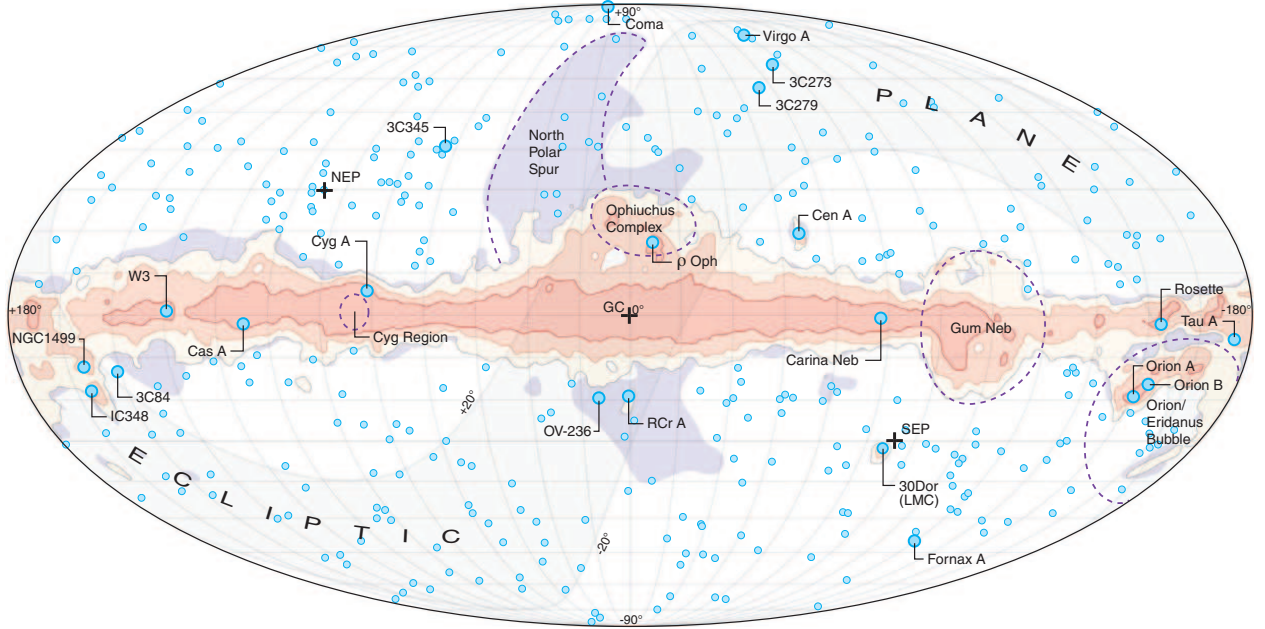 +90°
Coma
Virgo A
3C273
3C279
P L A N E
3C345
North
Polar
Spur
NEP
Ophiuchus
Complex
Cen A
Cyg A
ρ Oph
W3
GC
0°
Rosette
+180°
-180°
Tau A
NGC1499
Cas A
Cyg Region
Gum Neb
Carina Neb
Orion A
Orion B
3C84
IC348
+20°
OV-236
RCr A
Orion/
Eridanus
Bubble
SEP
30Dor
(LMC)
E C L I P T I C
-20°
Fornax A
-90°